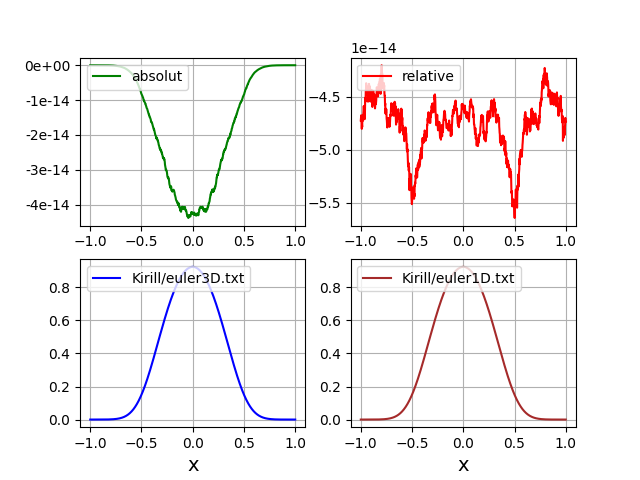 1e−14
0e+00
-1e-14
-2e-14
-3e-14
-4e-14
absolut
−1.0 −0.5 0.0 0.5 1.0
−4.5
−5.0
−5.5
relative
−1.0 −0.5 0.0 0.5 1.0
0.8
0.6
0.4
0.2
0.0
Kirill/euler3D.txt
−1.0 −0.5 0.0 0.5 1.0
x
0.8
0.6
0.4
0.2
0.0
Kirill/euler1D.txt
−1.0 −0.5 0.0 0.5 1.0
x